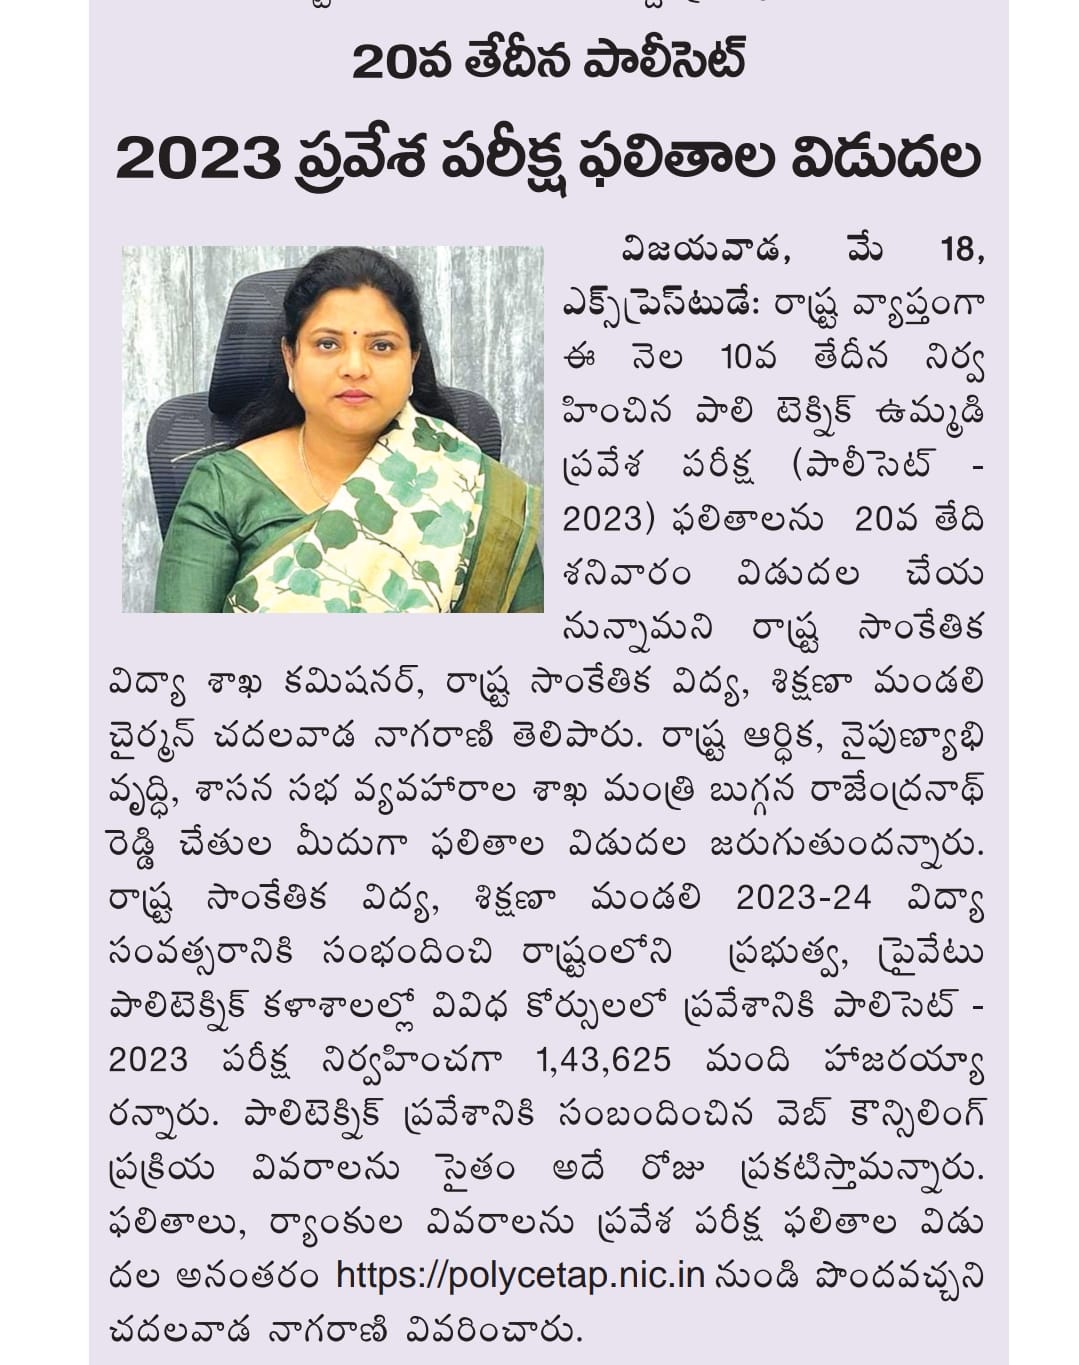 20వ తేదీన పాలీసెట్
2023 ప్రవేశ పరీక్ష ఫలితాల విడుదల
విజయవాడ, మే 18,
ఎక్స్‌ప్రెస్‌టుడే: రాష్ట్ర వ్యాప్తంగా
ఈ నెల 10వ తేదీన నిర్వ
హించిన పాలి టెక్నిక్ ఉమ్మడి
ప్రవేశ పరీక్ష (పాలీసెట్ -
2023) ఫలితాలను 20వ తేది
శనివారం విడుదల చేయ
నున్నామని రాష్ట్ర సాంకేతిక
విద్యా శాఖ కమిషనర్, రాష్ట్ర సాంకేతిక విద్య, శిక్షణా మండలి
చైర్మన్ చదలవాడ నాగరాణి తెలిపారు. రాష్ట్ర ఆర్ధిక, నైపుణ్యాభి
వృద్ధి, శాసన సభ వ్యవహారాల శాఖ మంత్రి బుగ్గన రాజేంద్రనాథ్
రెడ్డి చేతుల మీదుగా ఫలితాల విడుదల జరుగుతుందన్నారు.
రాష్ట్ర సాంకేతిక విద్య, శిక్షణా మండలి 2023-24 విద్యా
సంవత్సరానికి సంభందించి రాష్ట్రంలోని ప్రభుత్వ, ప్రైవేటు
పాలిటెక్నిక్ కళాశాలల్లో వివిధ కోర్సులలో ప్రవేశానికి పాలిసెట్ -
2023 పరీక్ష నిర్వహించగా 1,43,625 మంది హాజరయ్యా
రన్నారు. పాలిటెక్నిక్ ప్రవేశానికి సంబందించిన వెబ్ కౌన్సిలింగ్
ప్రక్రియ వివరాలను సైతం అదే రోజు ప్రకటిస్తామన్నారు.
ఫలితాలు, ర్యాంకుల వివరాలను ప్రవేశ పరీక్ష ఫలితాల విడు
దల అనంతరం https://polycetap.nic.in నుండి పొందవచ్చని
చదలవాడ నాగరాణి వివరించారు.